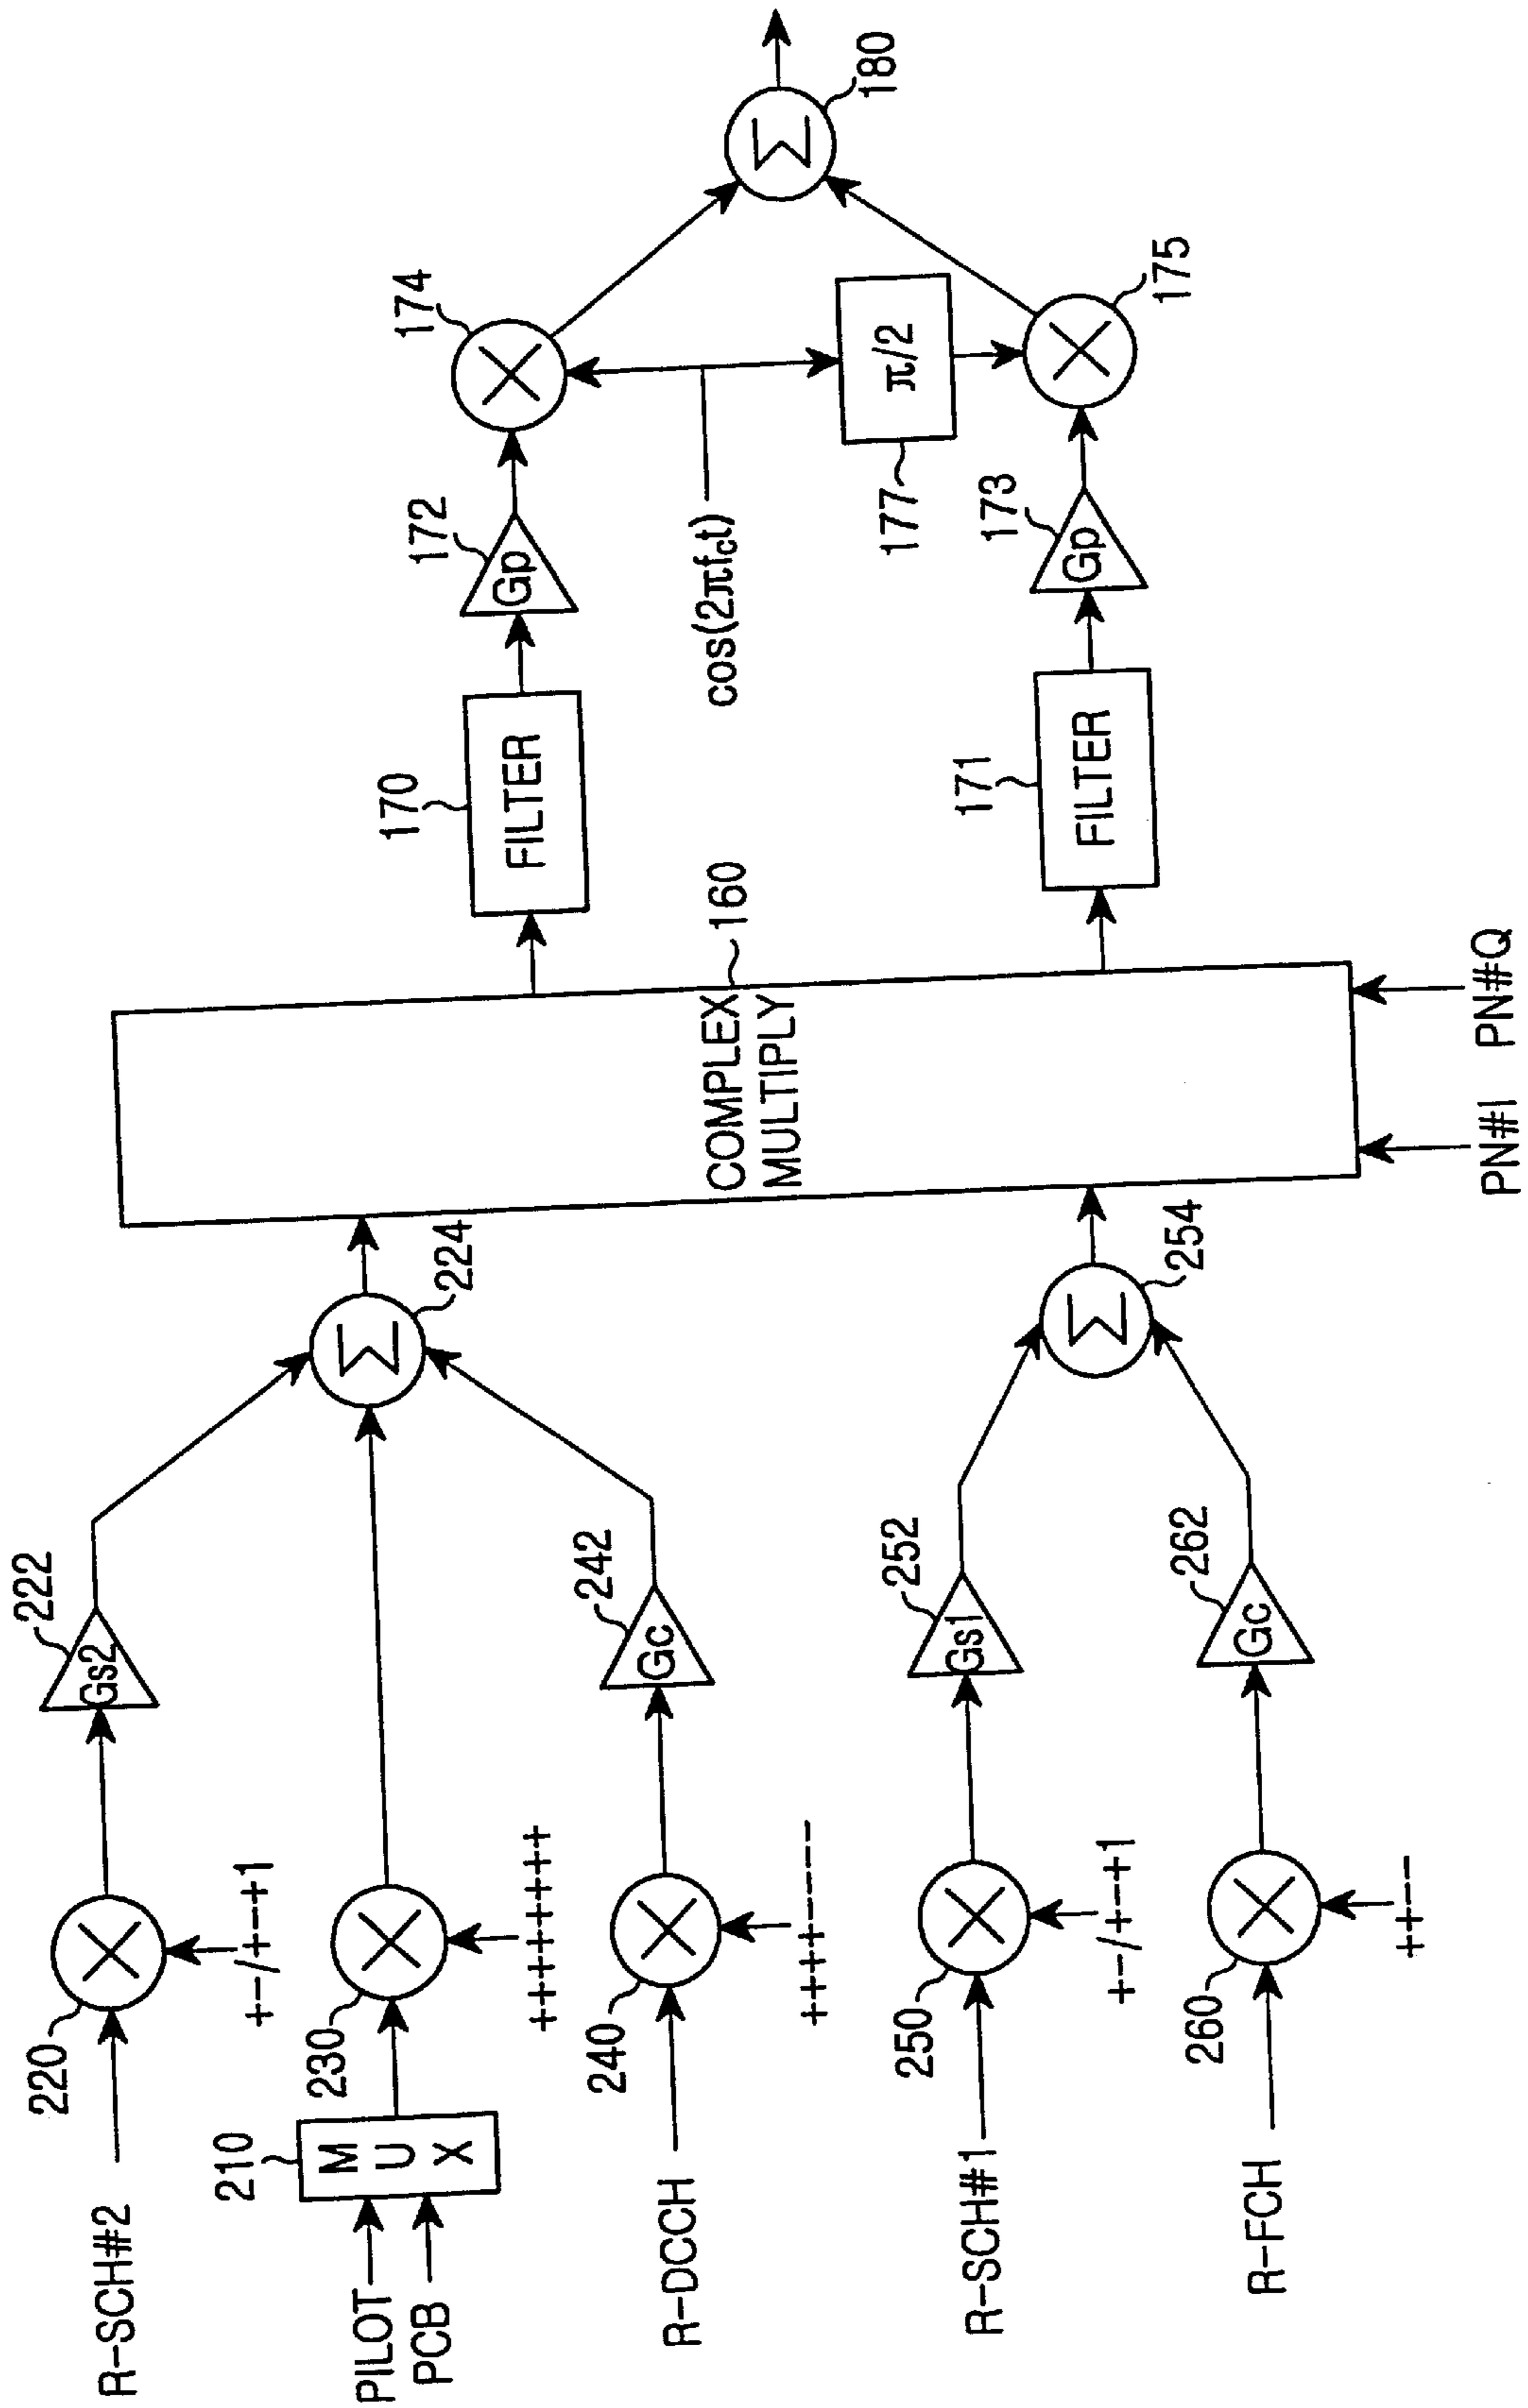 R-SCH#2
220
+-/+--+1
Gs2
222
PILOT
PCB
210
M
U
X
230
++++++++
224
Σ
R-DCCH
240
++++----
Gc
242
COMPLEX
MULTIPLY
160
R-SCH#1
250
+-/+--+1
Gs1
252
Σ
254
R-FCH
260
++--
Gc
262
PN#I
PN#Q
170
FILTER
172
Gp
174
cos(2πfct)
177
π/2
171
FILTER
173
Gp
175
Σ
180